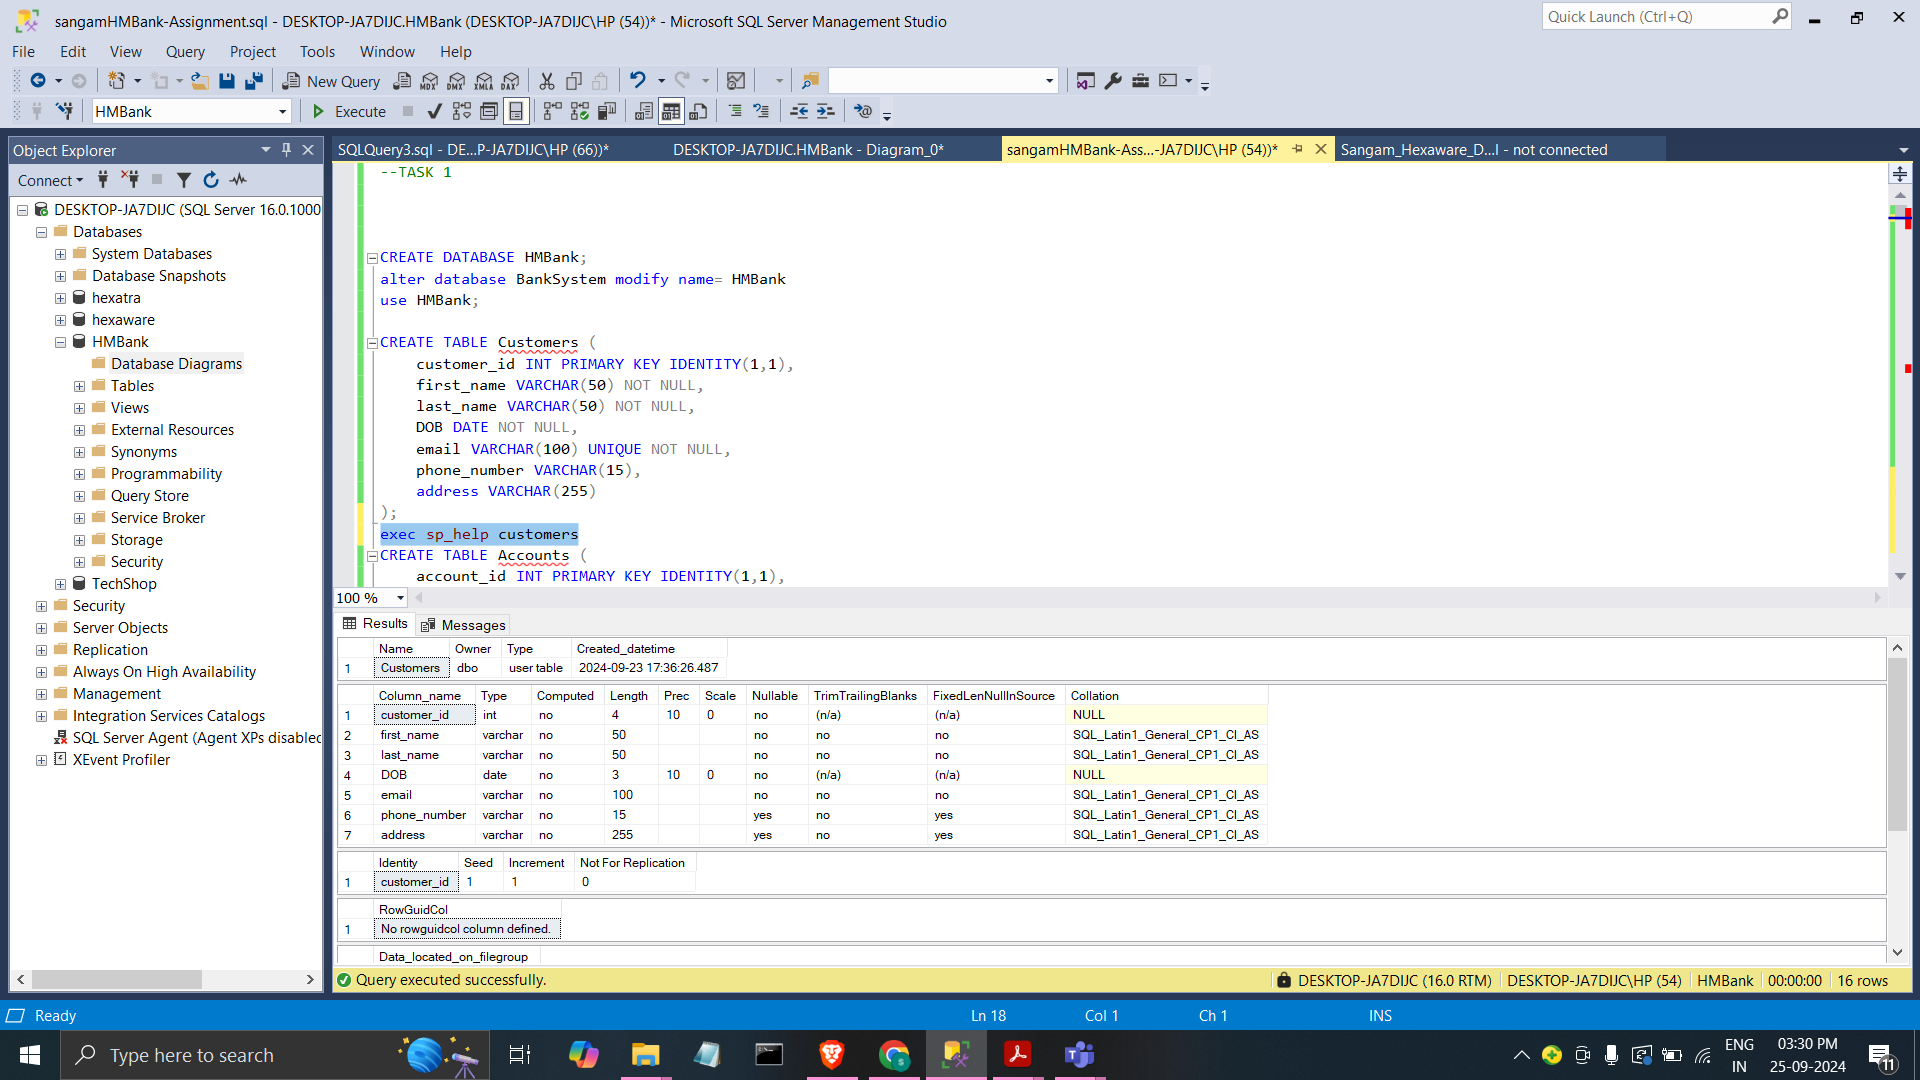 sangamHMBank-Assignment.sql - DESKTOP-JA7DIJC.HMBank (DESKTOP-JA7DIJC\HP (54))* - Microsoft SQL Server Management Studio
Quick Launch (Ctrl+Q)
File Edit View Query Project Tools Window Help
New Query
HMBank
Execute
Object Explorer
SQLQuery3.sql - DE...P-JA7DIJC\HP (66))*
DESKTOP-JA7DIJC.HMBank - Diagram_0*
sangamHMBank-Ass...-JA7DIJC\HP (54))*
Sangam_Hexaware_D...l - not connected
Connect
DESKTOP-JA7DIJC (SQL Server 16.0.1000
Databases
System Databases
Database Snapshots
hexatra
hexaware
HMBank
Database Diagrams
Tables
Views
External Resources
Synonyms
Programmability
Query Store
Service Broker
Storage
Security
TechShop
Security
Server Objects
Replication
Always On High Availability
Management
Integration Services Catalogs
SQL Server Agent (Agent XPs disabled
XEvent Profiler
--TASK 1
CREATE DATABASE HMBank;
alter database BankSystem modify name= HMBank
use HMBank;
CREATE TABLE Customers (
customer_id INT PRIMARY KEY IDENTITY(1,1),
first_name VARCHAR(50) NOT NULL,
last_name VARCHAR(50) NOT NULL,
DOB DATE NOT NULL,
email VARCHAR(100) UNIQUE NOT NULL,
phone_number VARCHAR(15),
address VARCHAR(255)
);
exec sp_help customers
CREATE TABLE Accounts (
account_id INT PRIMARY KEY IDENTITY(1,1),
100 %
Results Messages
Name Owner Type Created_datetime
1 Customers dbo user table 2024-09-23 17:36:26.487
Column_name Type Computed Length Prec Scale Nullable TrimTrailingBlanks FixedLenNullInSource Collation
1 customer_id int no 4 10 0 no (n/a) (n/a) NULL
2 first_name varchar no 50 no no no SQL_Latin1_General_CP1_CI_AS
3 last_name varchar no 50 no no no SQL_Latin1_General_CP1_CI_AS
4 DOB date no 3 10 0 no (n/a) (n/a) NULL
5 email varchar no 100 no no no SQL_Latin1_General_CP1_CI_AS
6 phone_number varchar no 15 yes no yes SQL_Latin1_General_CP1_CI_AS
7 address varchar no 255 yes no yes SQL_Latin1_General_CP1_CI_AS
Identity Seed Increment Not For Replication
1 customer_id 1 1 0
RowGuidCol
1 No rowguidcol column defined.
Data_located_on_filegroup
Query executed successfully.
DESKTOP-JA7DIJC (16.0 RTM) DESKTOP-JA7DIJC\HP (54) HMBank 00:00:00 16 rows
Ready Ln 18 Col 1 Ch 1 INS
Type here to search
ENG
IN
03:30 PM
25-09-2024
11